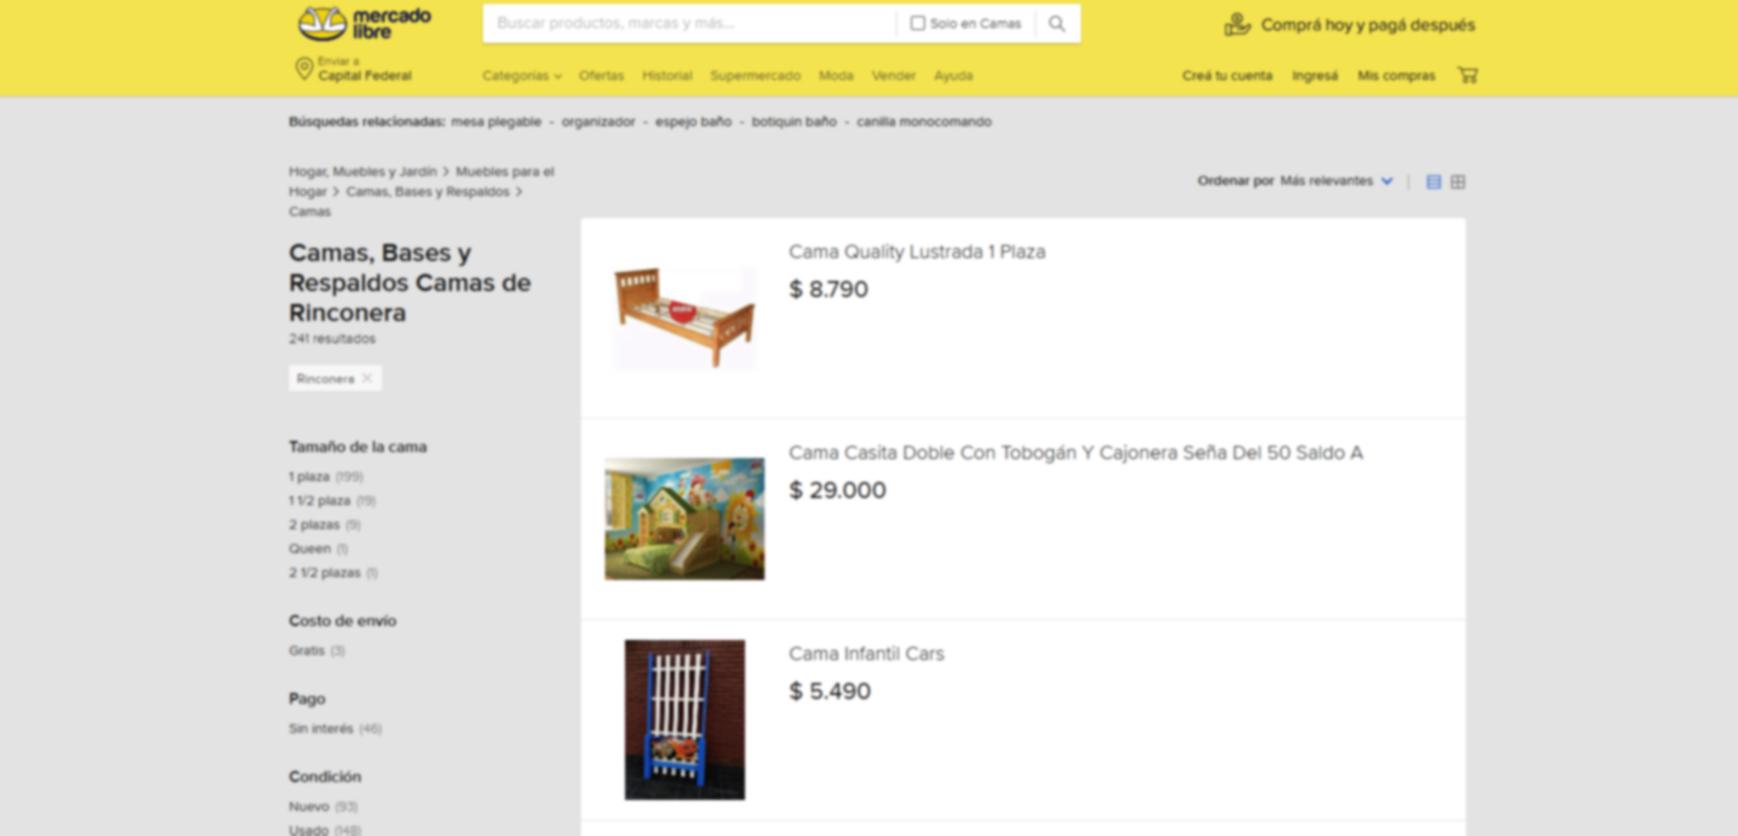 mercado
libre
Buscar productos, marcas y más...
Solo en Camas
Comprá hoy y pagá después
Enviar a
Capital Federal
Categorías
Ofertas
Historial
Supermercado
Moda
Vender
Ayuda
Creá tu cuenta
Ingresá
Mis compras
Búsquedas relacionadas: mesa plegable - organizador - espejo baño - botiquin baño - canilla monocomando
Hogar, Muebles y Jardín > Muebles para el
Hogar > Camas, Bases y Respaldos >
Camas
Ordenar por Más relevantes
Camas, Bases y
Respaldos Camas de
Rinconera
241 resultados
Rinconera ×
Tamaño de la cama
1 plaza (199)
1 1/2 plaza (19)
2 plazas (9)
Queen (1)
2 1/2 plazas (1)
Costo de envío
Gratis (3)
Pago
Sin interés (46)
Condición
Nuevo (93)
Usado (148)
Cama Quality Lustrada 1 Plaza
$ 8.790
Cama Casita Doble Con Tobogán Y Cajonera Seña Del 50 Saldo A
$ 29.000
Cama Infantil Cars
$ 5.490